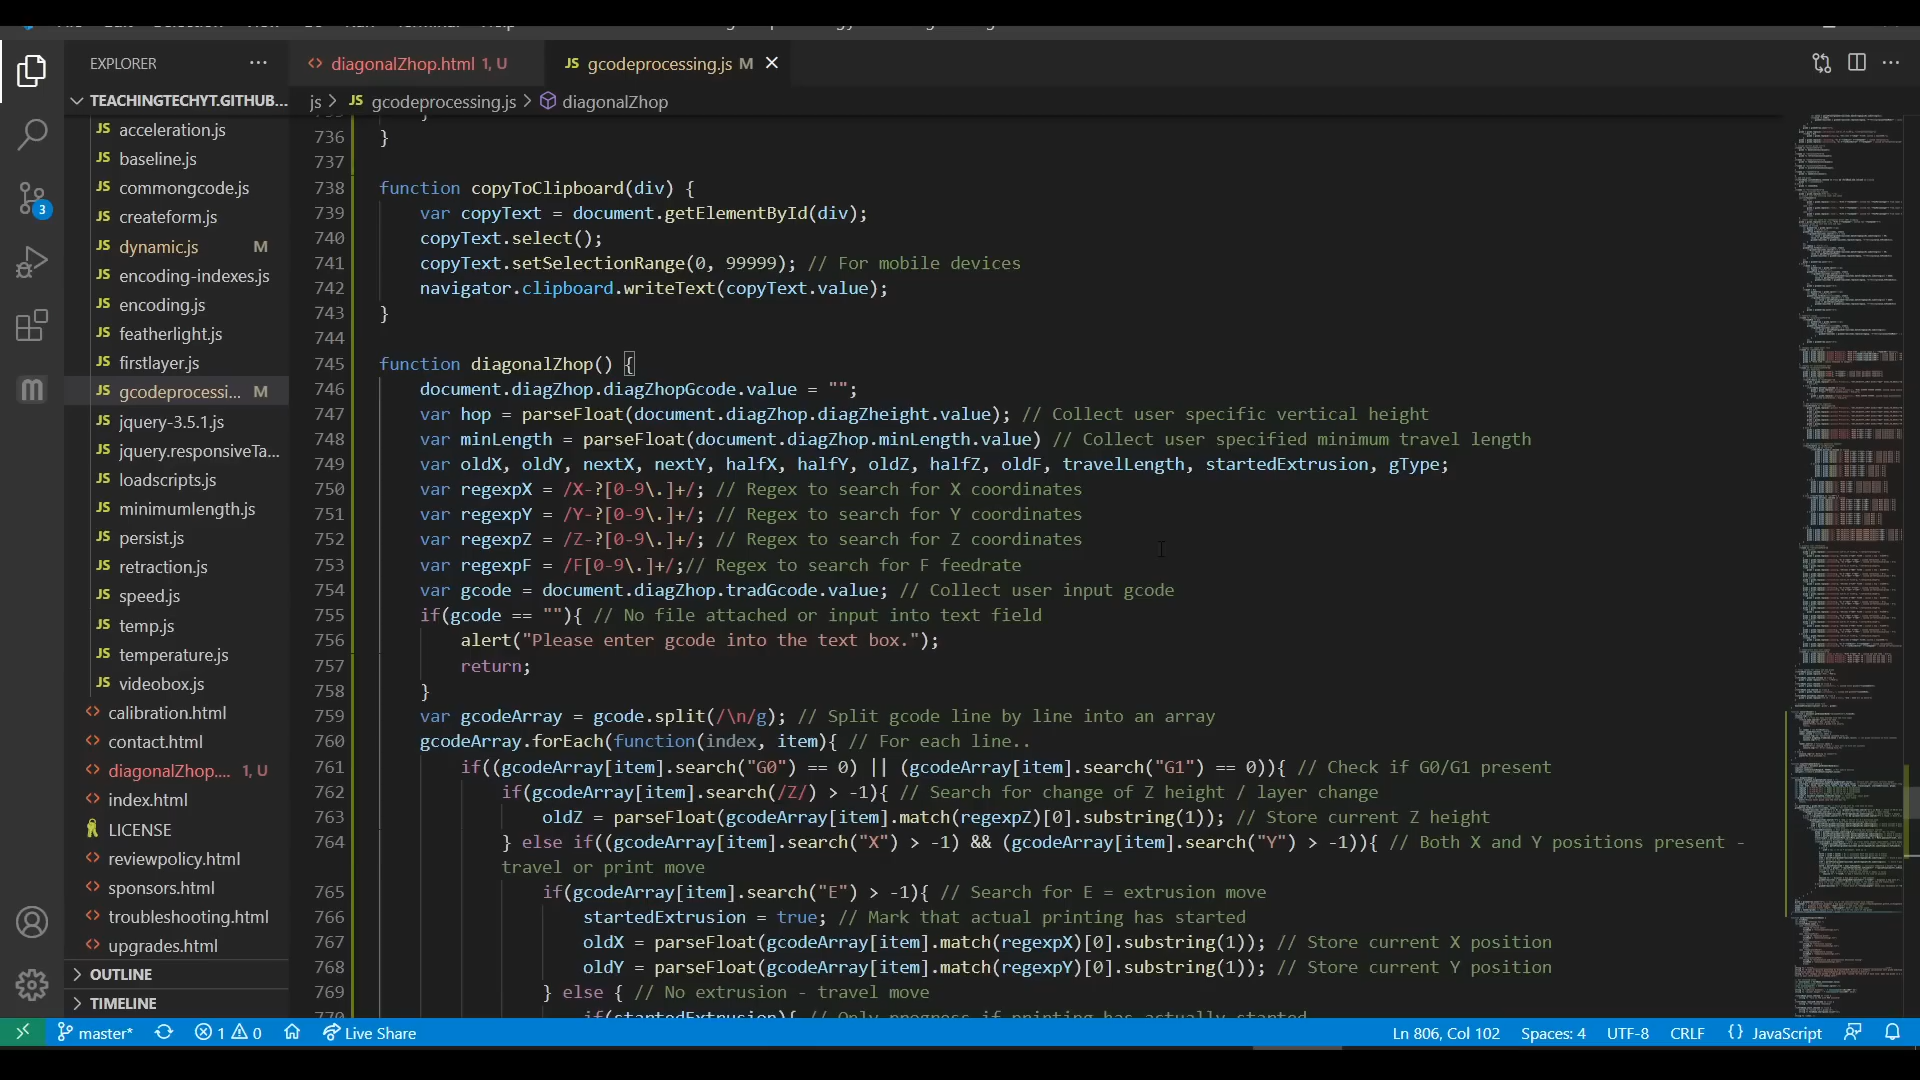 EXPLORER
diagonalZhop.html 1, U
JS gcodeprocessing.js M
TEACHINGTECHYT.GITHUB...
js > JS gcodeprocessing.js > diagonalZhop
JS acceleration.js
JS baseline.js
JS commongcode.js
JS createform.js
JS dynamic.js M
JS encoding-indexes.js
JS encoding.js
JS featherlight.js
JS firstlayer.js
JS gcodeprocessi... M
JS jquery-3.5.1.js
JS jquery.responsiveTa...
JS loadscripts.js
JS minimumlength.js
JS persist.js
JS retraction.js
JS speed.js
JS temp.js
JS temperature.js
JS videobox.js
calibration.html
contact.html
diagonalZhop.... 1, U
index.html
LICENSE
reviewpolicy.html
sponsors.html
troubleshooting.html
upgrades.html
OUTLINE
TIMELINE
3
736 }
737
738 function copyToClipboard(div) {
739 var copyText = document.getElementById(div);
740 copyText.select();
741 copyText.setSelectionRange(0, 99999); // For mobile devices
742 navigator.clipboard.writeText(copyText.value);
743 }
744
745 function diagonalZhop() {
746 document.diagZhop.diagZhopGcode.value = "";
747 var hop = parseFloat(document.diagZhop.diagZheight.value); // Collect user specific vertical height
748 var minLength = parseFloat(document.diagZhop.minLength.value) // Collect user specified minimum travel length
749 var oldX, oldY, nextX, nextY, halfX, halfY, oldZ, halfZ, oldF, travelLength, startedExtrusion, gType;
750 var regexpX = /X-?[0-9\.]+/; // Regex to search for X coordinates
751 var regexpY = /Y-?[0-9\.]+/; // Regex to search for Y coordinates
752 var regexpZ = /Z-?[0-9\.]+/; // Regex to search for Z coordinates
753 var regexpF = /F[0-9\.]+/;// Regex to search for F feedrate
754 var gcode = document.diagZhop.tradGcode.value; // Collect user input gcode
755 if(gcode == ""){ // No file attached or input into text field
756 alert("Please enter gcode into the text box.");
757 return;
758 }
759 var gcodeArray = gcode.split(/\n/g); // Split gcode line by line into an array
760 gcodeArray.forEach(function(index, item){ // For each line..
761 if((gcodeArray[item].search("G0") == 0) || (gcodeArray[item].search("G1") == 0)){ // Check if G0/G1 present
762 if(gcodeArray[item].search(/Z/) > -1){ // Search for change of Z height / layer change
763 oldZ = parseFloat(gcodeArray[item].match(regexpZ)[0].substring(1)); // Store current Z height
764 } else if((gcodeArray[item].search("X") > -1) && (gcodeArray[item].search("Y") > -1)){ // Both X and Y positions present -
travel or print move
765 if(gcodeArray[item].search("E") > -1){ // Search for E = extrusion move
766 startedExtrusion = true; // Mark that actual printing has started
767 oldX = parseFloat(gcodeArray[item].match(regexpX)[0].substring(1)); // Store current X position
768 oldY = parseFloat(gcodeArray[item].match(regexpY)[0].substring(1)); // Store current Y position
769 } else { // No extrusion - travel move
770 if(startedExtrusion){ // Only progress if printing has actually started
master* 1 0 Live Share Ln 806, Col 102 Spaces: 4 UTF-8 CRLF {} JavaScript